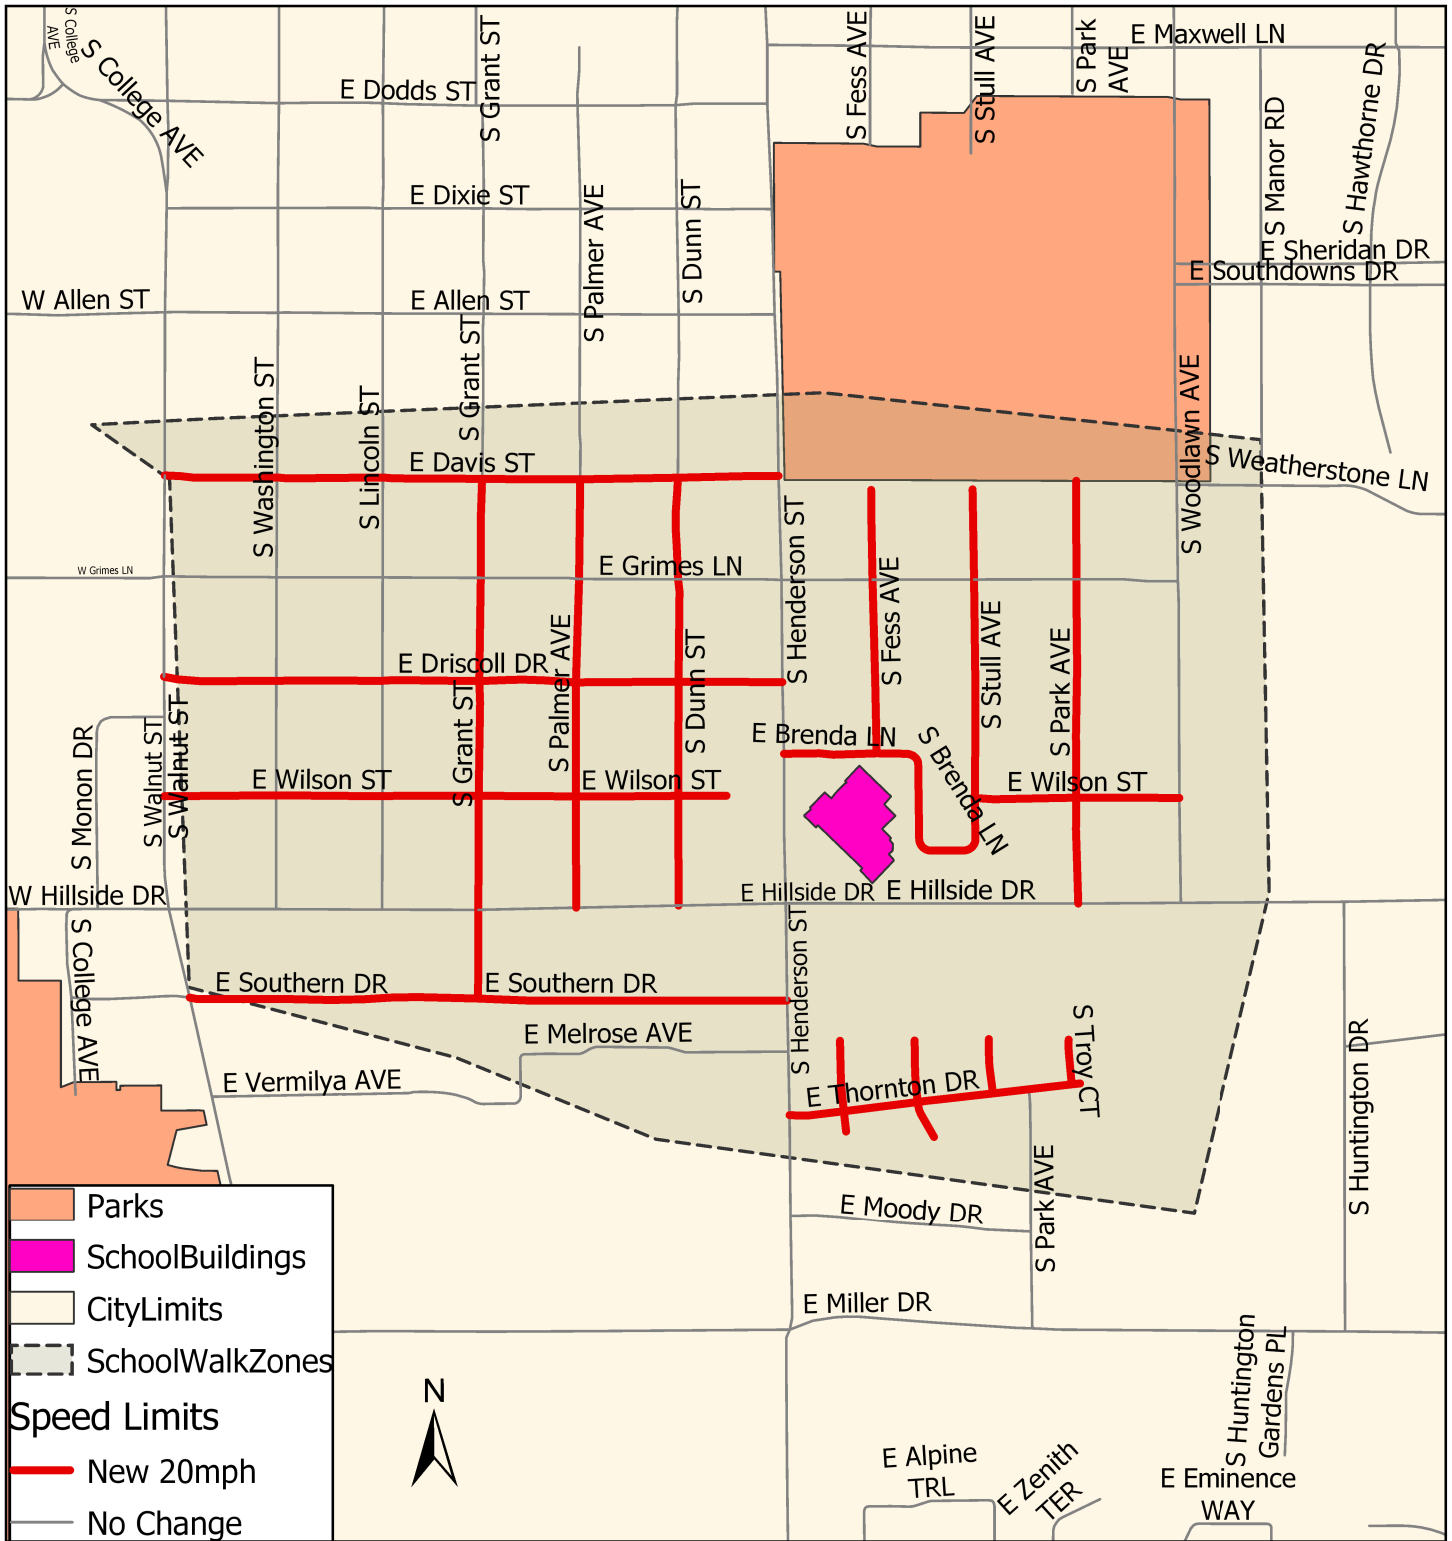 S College
AVE
S College AVE
E Dodds ST
S Grant ST
S Fess AVE
S Stull AVE
S Park
AVE
E Maxwell LN
S Hawthorne DR
S Manor RD
E Dixie ST
S Palmer AVE
S Dunn ST
E Sheridan DR
E Southdowns DR
W Allen ST
E Allen ST
S Grant ST
S Washington ST
S Lincoln ST
S Woodlawn AVE
E Davis ST
S Weatherstone LN
S Henderson ST
W Grimes LN
E Grimes LN
S Fess AVE
S Stull AVE
S Park AVE
S Palmer AVE
S Dunn ST
E Driscoll DR
S Grant ST
S Monon DR
S Walnut ST
S Walnut ST
E Brenda LN
S Brenda LN
E Wilson ST
E Wilson ST
E Wilson ST
W Hillside DR
E Hillside DR
E Hillside DR
S College AVE
S Henderson ST
E Southern DR
E Southern DR
E Melrose AVE
S Troy CT
S Huntington DR
E Vermilya AVE
E Thornton DR
S Park AVE
E Moody DR
E Miller DR
S Huntington
Gardens PL
E Alpine
TRL
E Zenith
TER
E Eminence
WAY
N
Parks
SchoolBuildings
CityLimits
SchoolWalkZones
Speed Limits
New 20mph
No Change